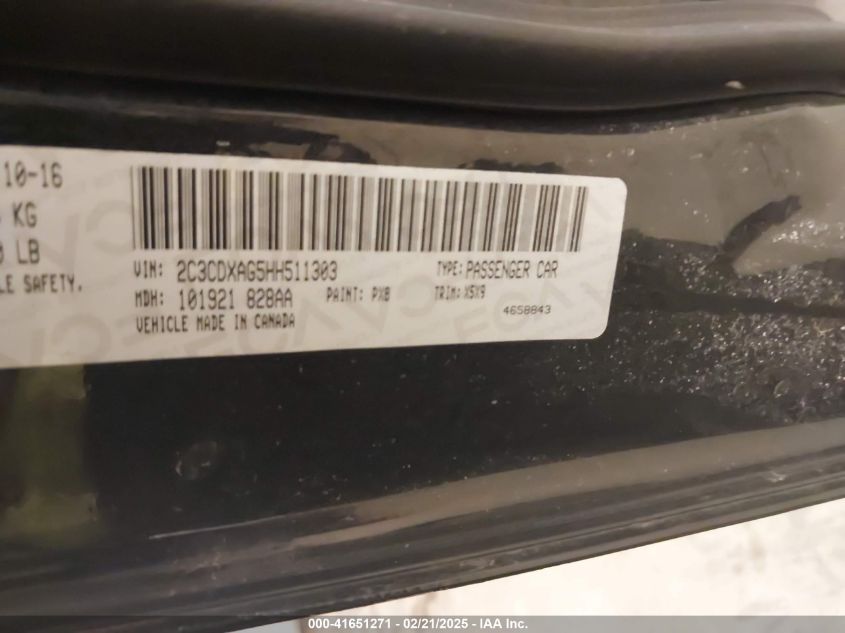 10-16
KG
LB
LE SAFETY.
VIN: 2C3CDXAG5HH511303 TYPE: PASSENGER CAR
MDH: 101921 828AA PAINT: PX8 TRIM: X5X9
VEHICLE MADE IN CANADA 4658843
000-41651271 - 02/21/2025 - IAA Inc.